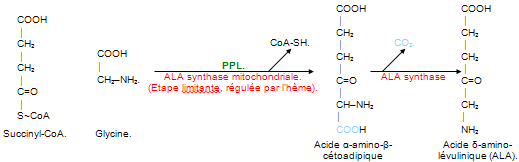 COOH
CH₂
CH₂
C=O
S~CoA
Succinyl-CoA.
COOH
CH₂–NH₂.
Glycine.
PPL.
ALA synthase mitochondriale.
(Etape limitante, régulée par l'hème).
CoA-SH.
COOH
CH₂
CH₂
C=O
CH–NH₂
COOH
Acide α-amino-β-
cétoadipique
CO₂.
ALA synthase
COOH
CH₂
CH₂
C=O
CH₂
NH₂
Acide δ-amino-
lévulinique (ALA).